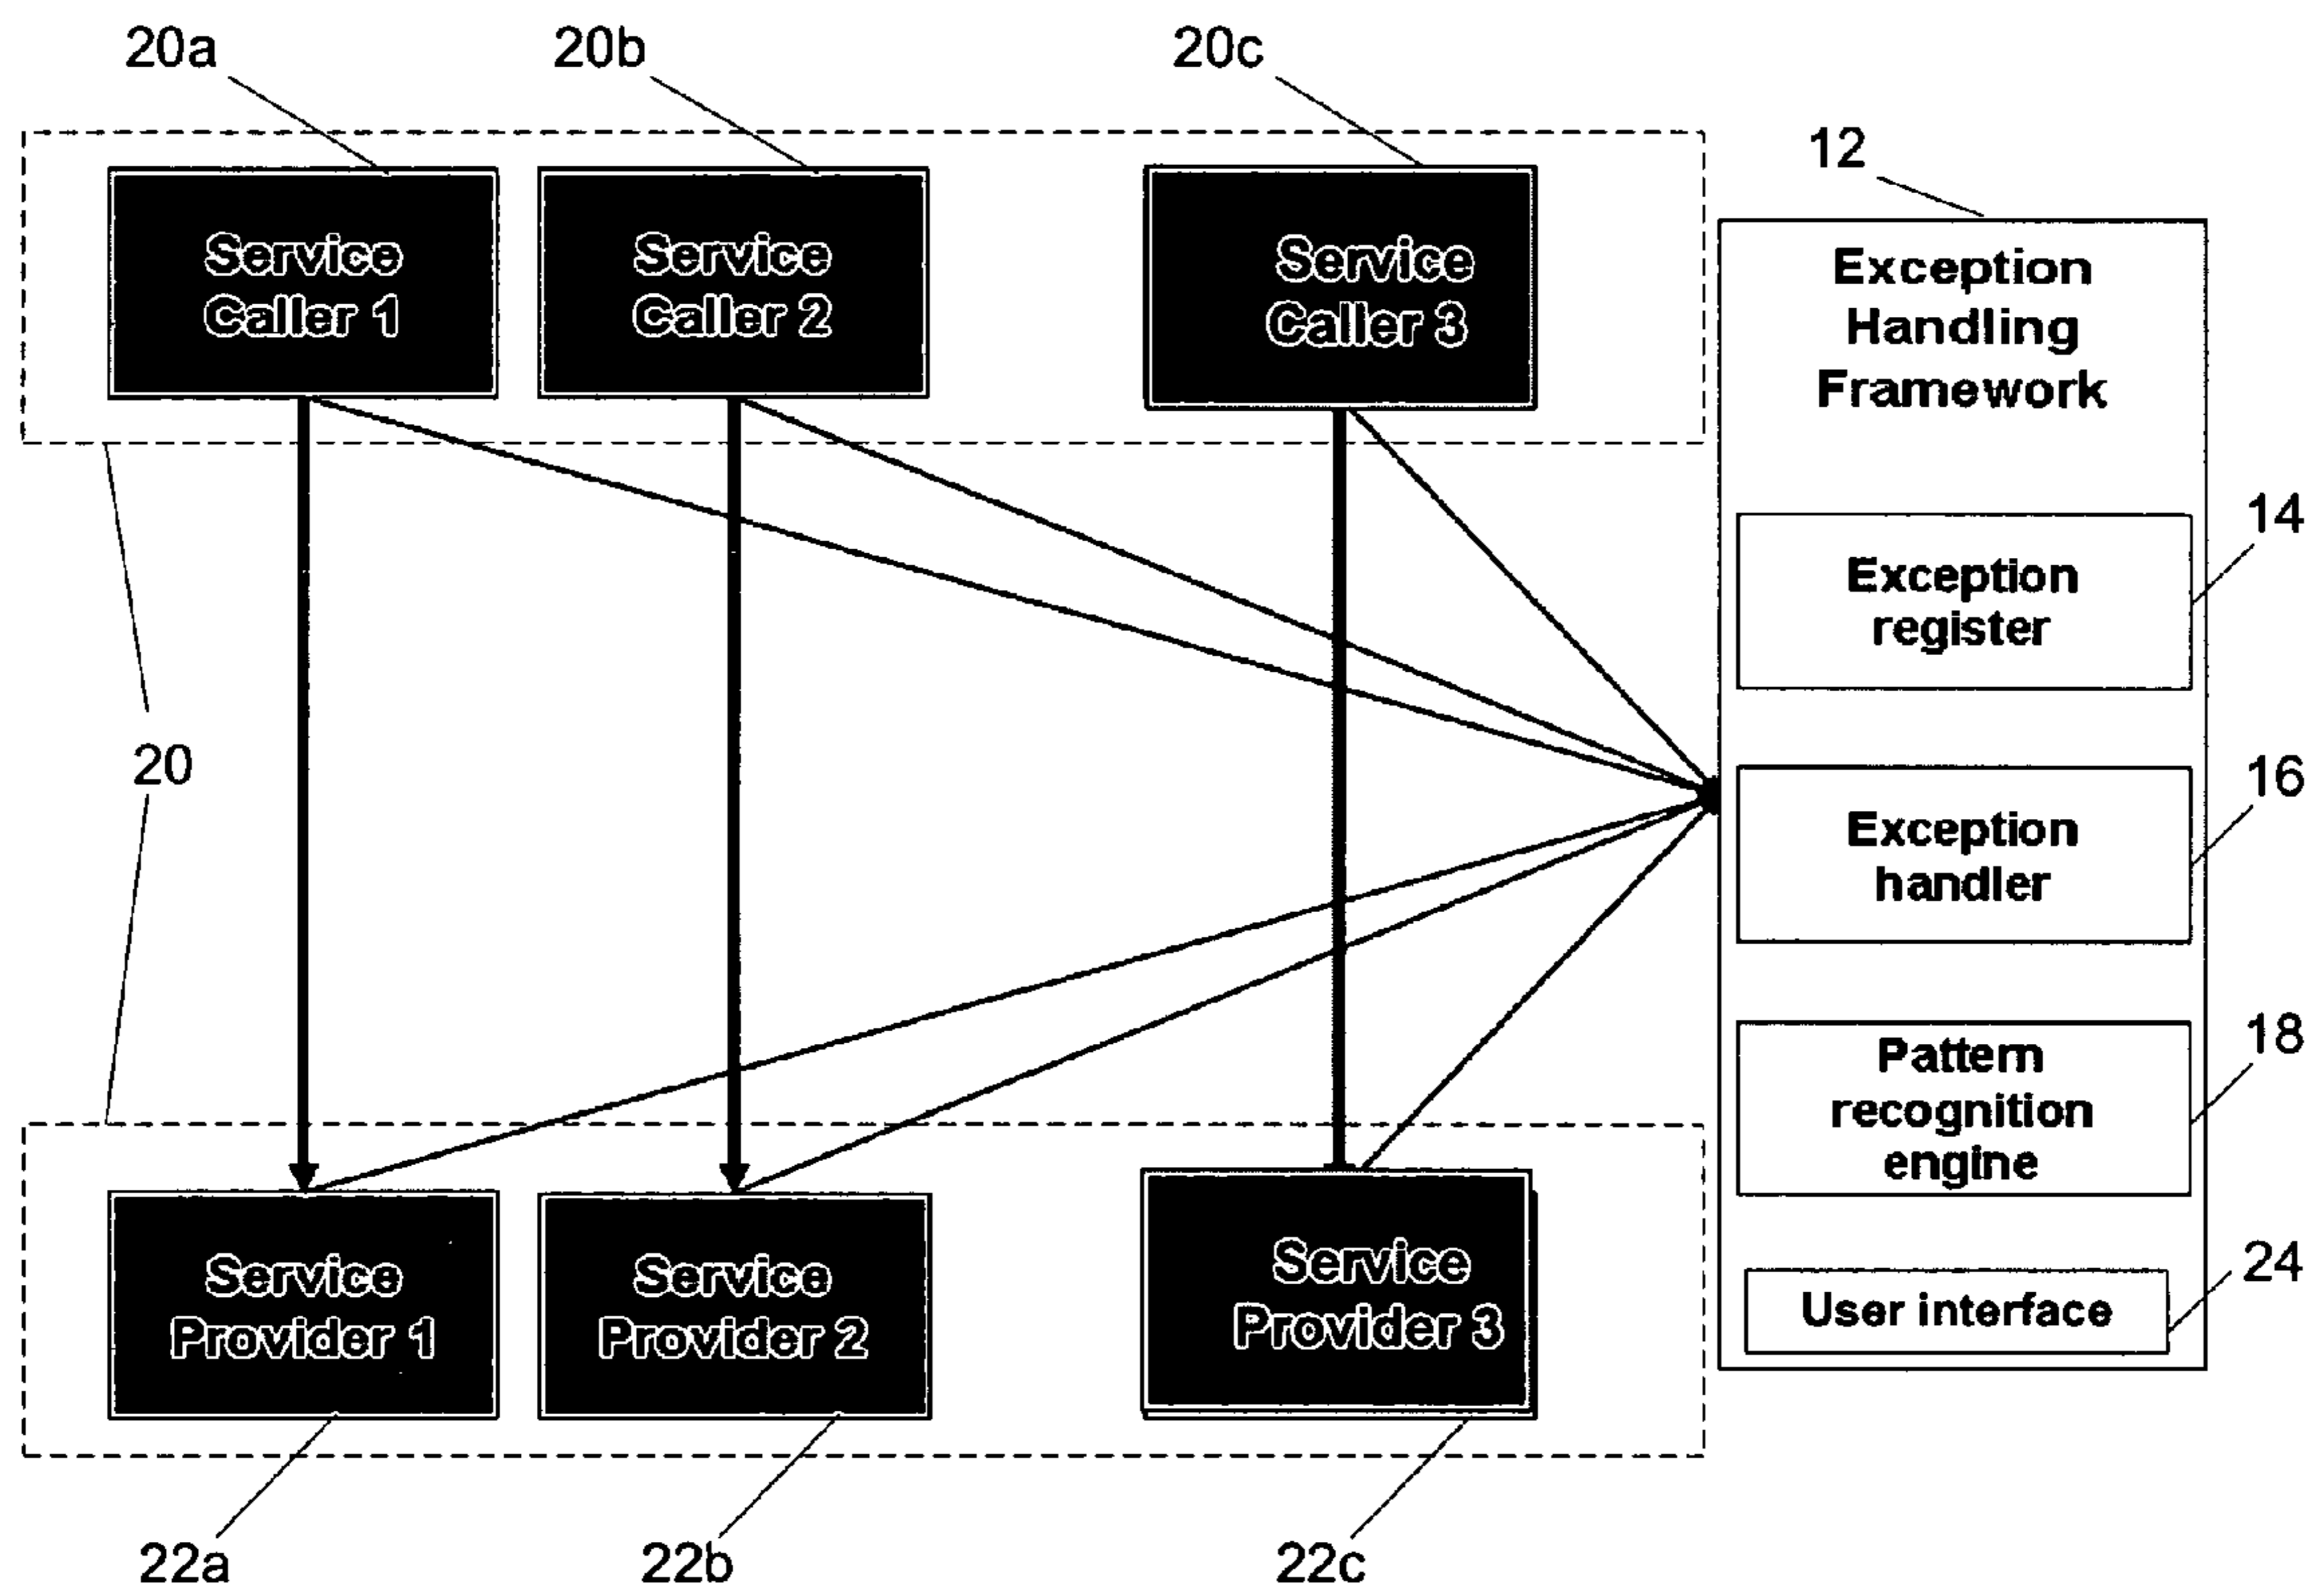 20a
20b
20c
12
Service
Caller 1
Service
Caller 2
Service
Caller 3
Exception
Handling
Framework
14
Exception
register
20
16
Exception
handler
18
Pattern
recognition
engine
24
User interface
Service
Provider 1
Service
Provider 2
Service
Provider 3
22a
22b
22c